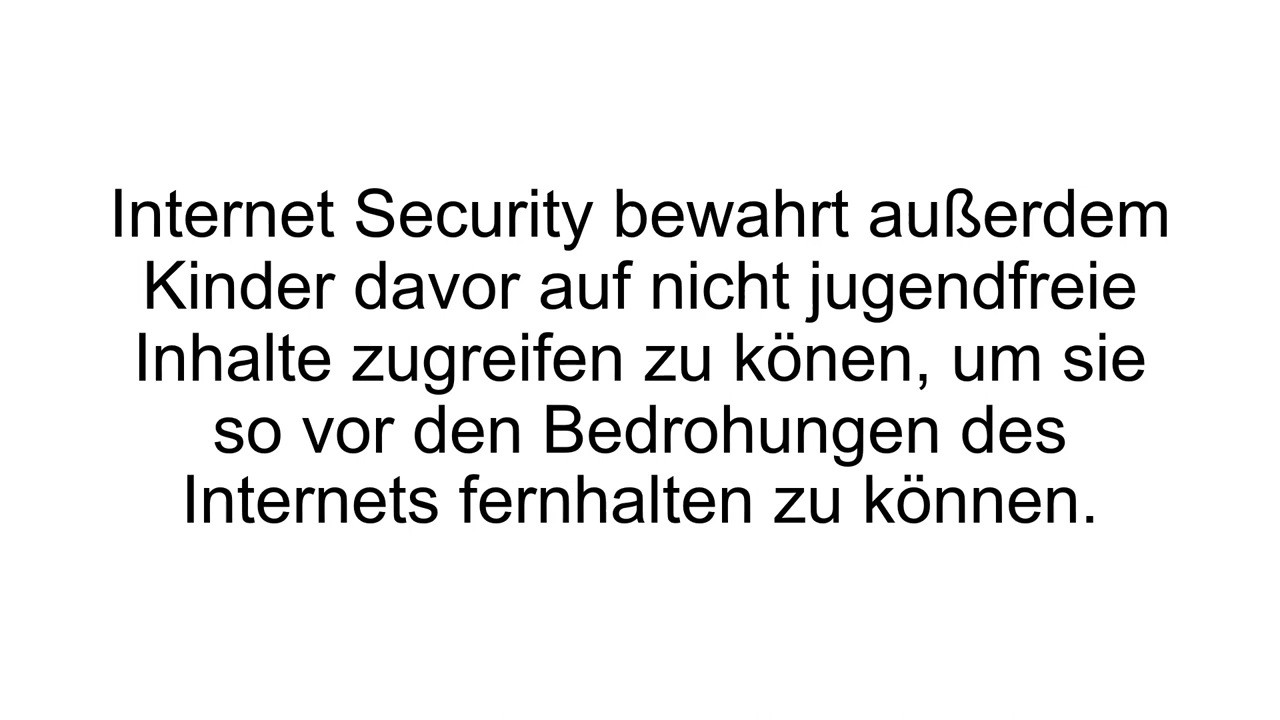 Internet Security bewahrt außerdem
Kinder davor auf nicht jugendfreie
Inhalte zugreifen zu könen, um sie
so vor den Bedrohungen des
Internets fernhalten zu können.